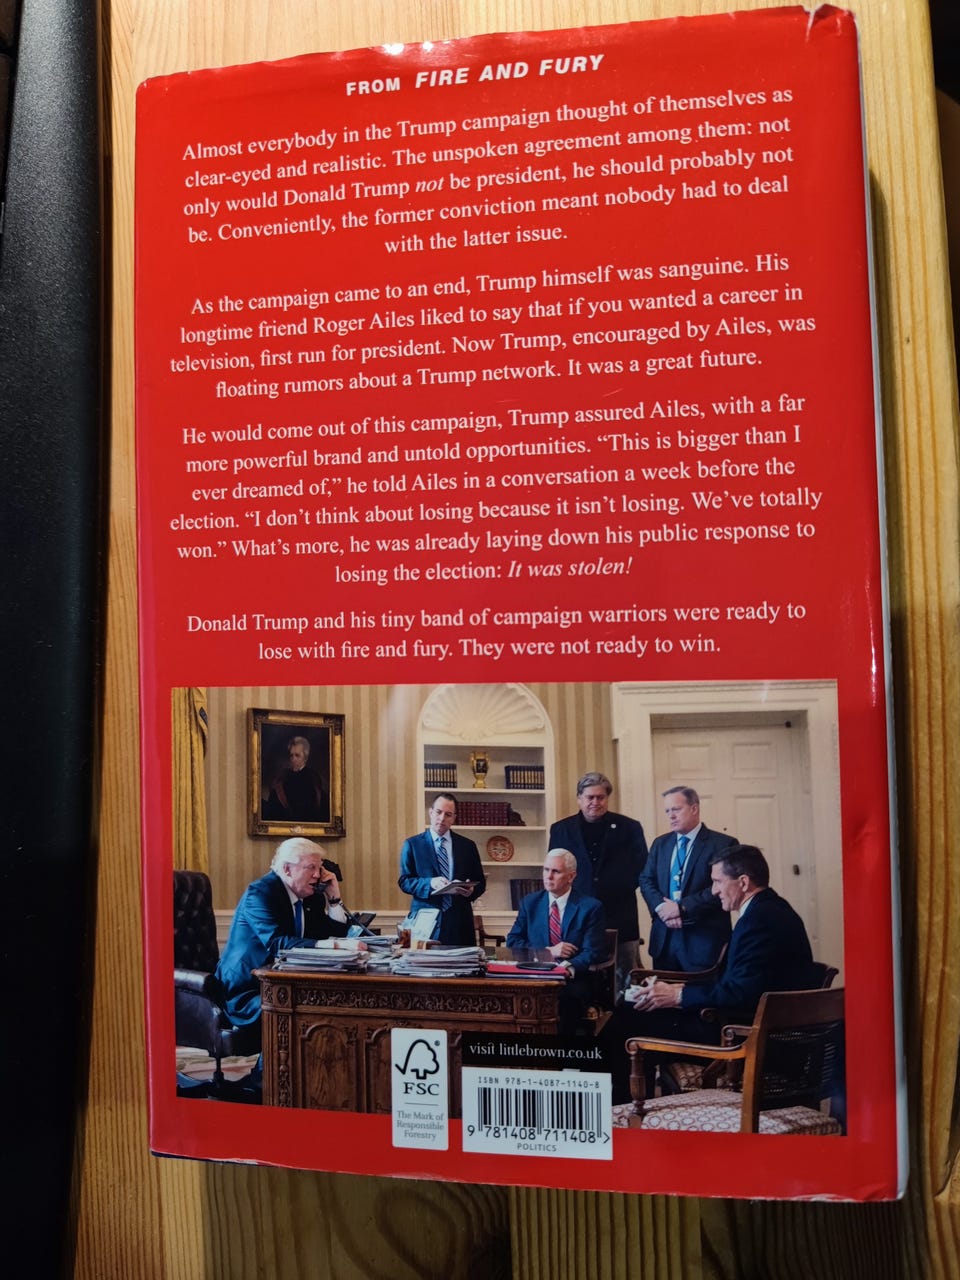 FROM FIRE AND FURY
Almost everybody in the Trump campaign thought of themselves as
clear-eyed and realistic. The unspoken agreement among them: not
only would Donald Trump not be president, he should probably not
be. Conveniently, the former conviction meant nobody had to deal
with the latter issue.
As the campaign came to an end, Trump himself was sanguine. His
longtime friend Roger Ailes liked to say that if you wanted a career in
television, first run for president. Now Trump, encouraged by Ailes, was
floating rumors about a Trump network. It was a great future.
He would come out of this campaign, Trump assured Ailes, with a far
more powerful brand and untold opportunities. “This is bigger than I
ever dreamed of,” he told Ailes in a conversation a week before the
election. “I don’t think about losing because it isn’t losing. We’ve totally
won.” What’s more, he was already laying down his public response to
losing the election: It was stolen!
Donald Trump and his tiny band of campaign warriors were ready to
lose with fire and fury. They were not ready to win.
visit littlebrown.co.uk
FSC
The Mark of
Responsible
Forestry
ISBN 978-1-4087-1140-8
9 781408 711408 >
POLITICS